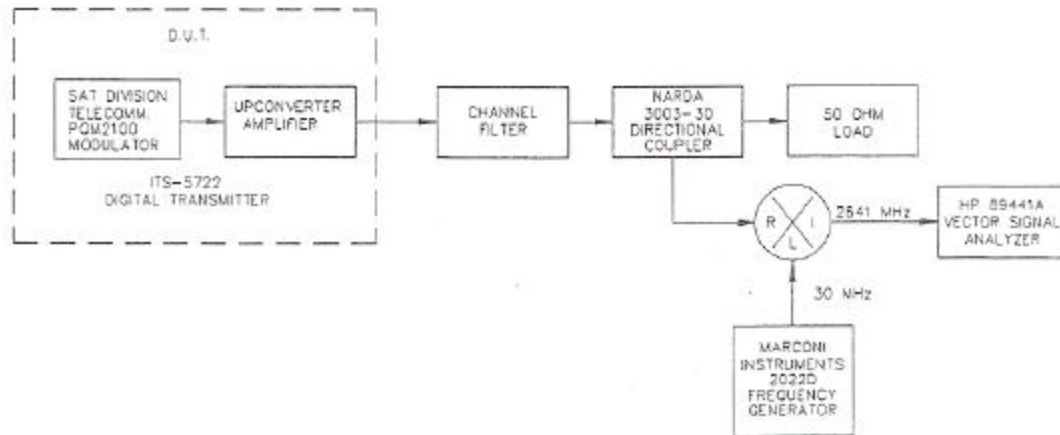 D.U.T.
SAT DIVISION
TELECOMM.
PQM2100
MODULATOR
UPCONVERTER
AMPLIFIER
ITS-5722
DIGITAL TRANSMITTER
CHANNEL
FILTER
NARDA
3003-30
DIRECTIONAL
COUPLER
50 OHM
LOAD
R
I
L
2641 MHz
HP 89441A
VECTOR SIGNAL
ANALYZER
30 MHz
MARCONI
INSTRUMENTS
2022D
FREQUENCY
GENERATOR